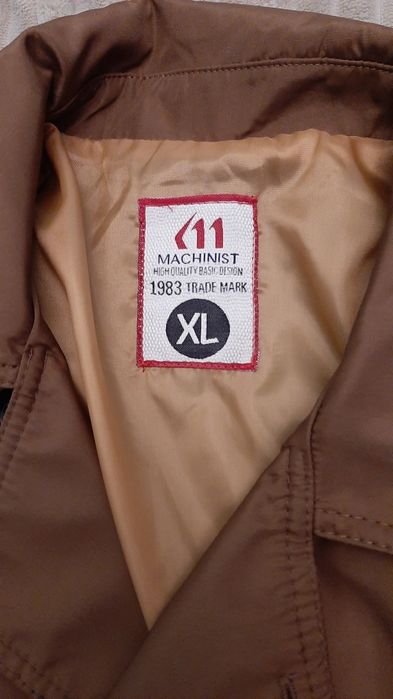 MACHINIST
HIGH QUALITY BASIC DESIGN
1983 TRADE MARK
XL